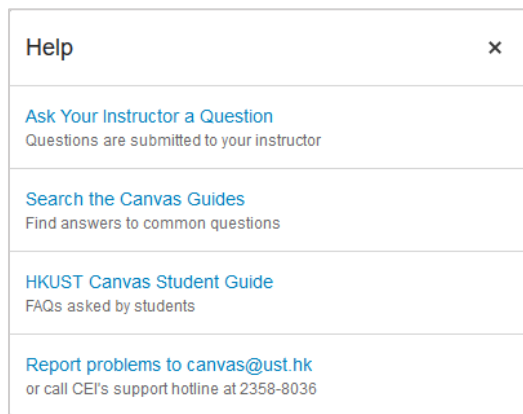 Help ×
Ask Your Instructor a Question
Questions are submitted to your instructor
Search the Canvas Guides
Find answers to common questions
HKUST Canvas Student Guide
FAQs asked by students
Report problems to canvas@ust.hk
or call CEI's support hotline at 2358-8036